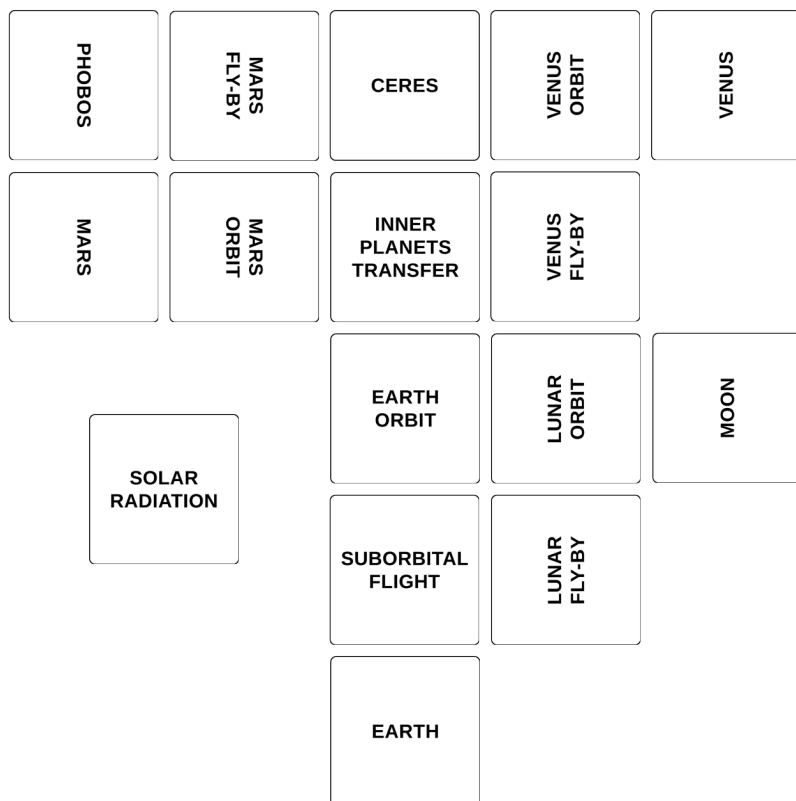 PHOBOS
MARS
FLY-BY
CERES
VENUS
ORBIT
VENUS
MARS
MARS
ORBIT
INNER
PLANETS
TRANSFER
VENUS
FLY-BY
EARTH
ORBIT
LUNAR
ORBIT
MOON
SOLAR
RADIATION
SUBORBITAL
FLIGHT
LUNAR
FLY-BY
EARTH